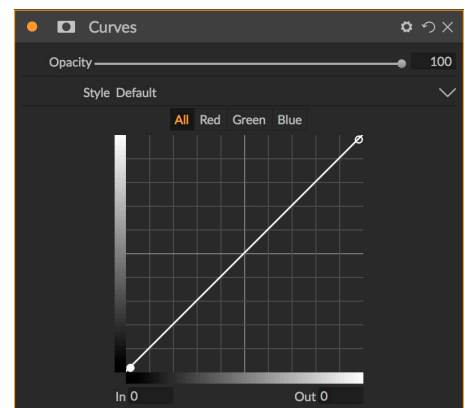 Curves
Opacity 100
Style Default
All Red Green Blue
In 0 Out 0